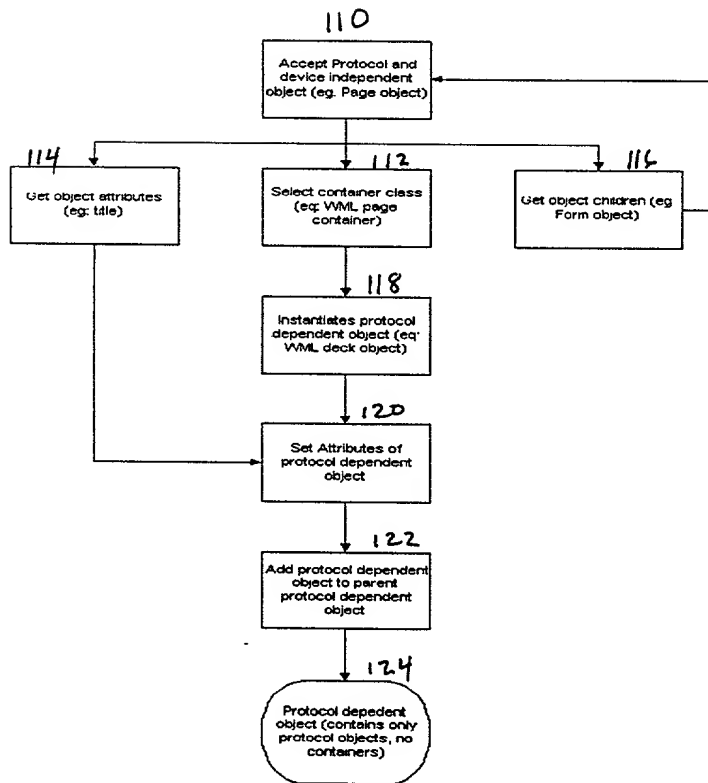 110
Accept Protocol and
device independent
object (eg. Page object)
114
Get object attributes
(eg: title)
112
Select container class
(eq: WML page
container)
116
Get object children (eg
Form object)
118
Instantiates protocol
dependent object (eq:
WML deck object)
120
Set Attributes of
protocol dependent
object
122
Add protocol dependent
object to parent
protocol dependent
object
124
Protocol depedent
object (contains only
protocol objects, no
containers)